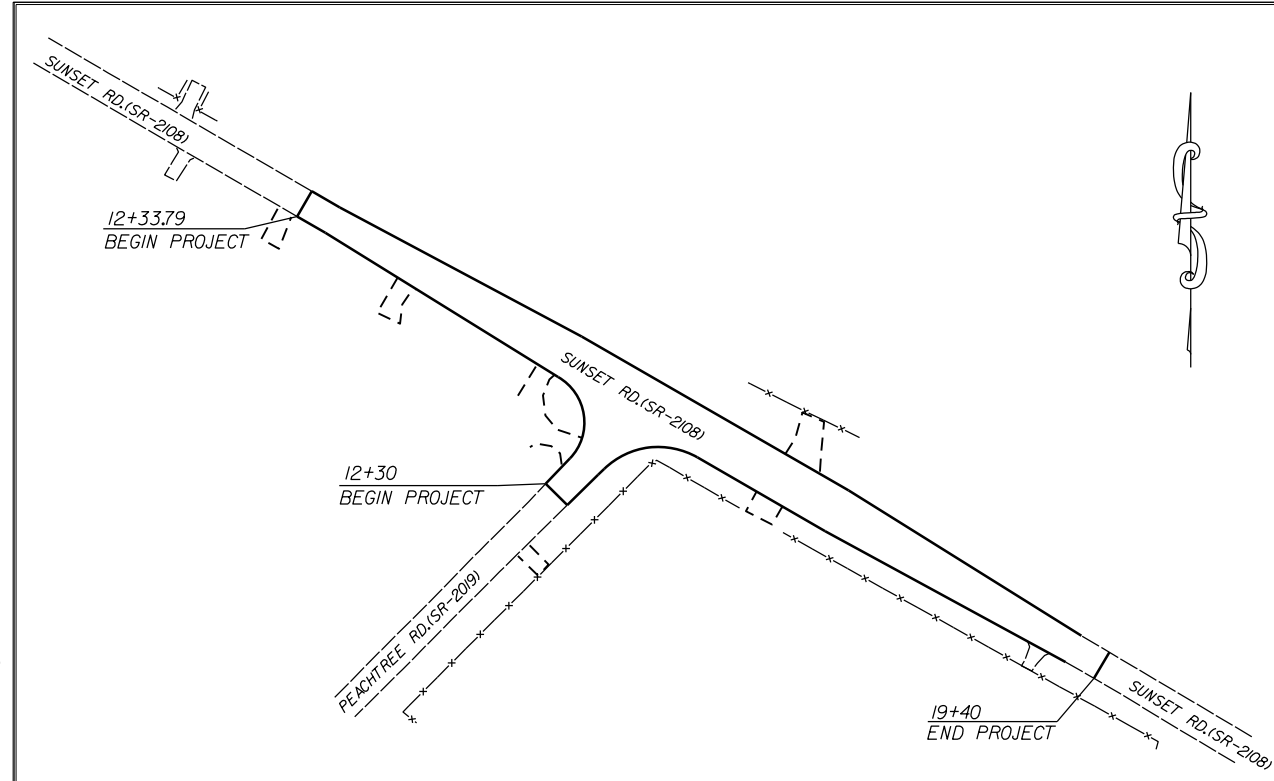 SUNSET RD.(SR-2108)
12+33.79
BEGIN PROJECT
SUNSET RD.(SR-2108)
12+30
BEGIN PROJECT
PEACHTREE RD.(SR-2019)
19+40
END PROJECT
SUNSET RD.(SR-2108)